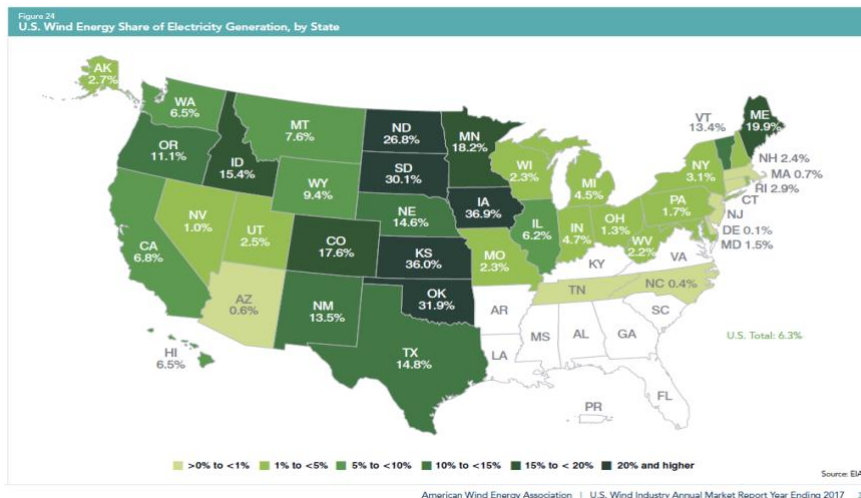 Figure 24
U.S. Wind Energy Share of Electricity Generation, by State
AK
2.7%
WA
6.5%
MT
7.6%
ND
26.8%
MN
18.2%
VT
13.4%
ME
19.9%
OR
11.1%
ID
15.4%
SD
30.1%
WI
2.3%
NY
3.1%
NH 2.4%
MA 0.7%
RI 2.9%
CT
WY
9.4%
MI
4.5%
IA
36.9%
PA
1.7%
NJ
NV
1.0%
UT
2.5%
NE
14.6%
IL
6.2%
IN
4.7%
OH
1.3%
DE 0.1%
MD 1.5%
CA
6.8%
CO
17.6%
KS
36.0%
MO
2.3%
WV
2.2%
VA
KY
AZ
0.6%
NM
13.5%
OK
31.9%
TN
NC 0.4%
AR
SC
MS
AL
GA
U.S. Total: 6.3%
HI
6.5%
TX
14.8%
LA
FL
PR
>0% to <1%
1% to <5%
5% to <10%
10% to <15%
15% to < 20%
20% and higher
Source: EIA
American Wind Energy Association | U.S. Wind Industry Annual Market Report Year Ending 2017